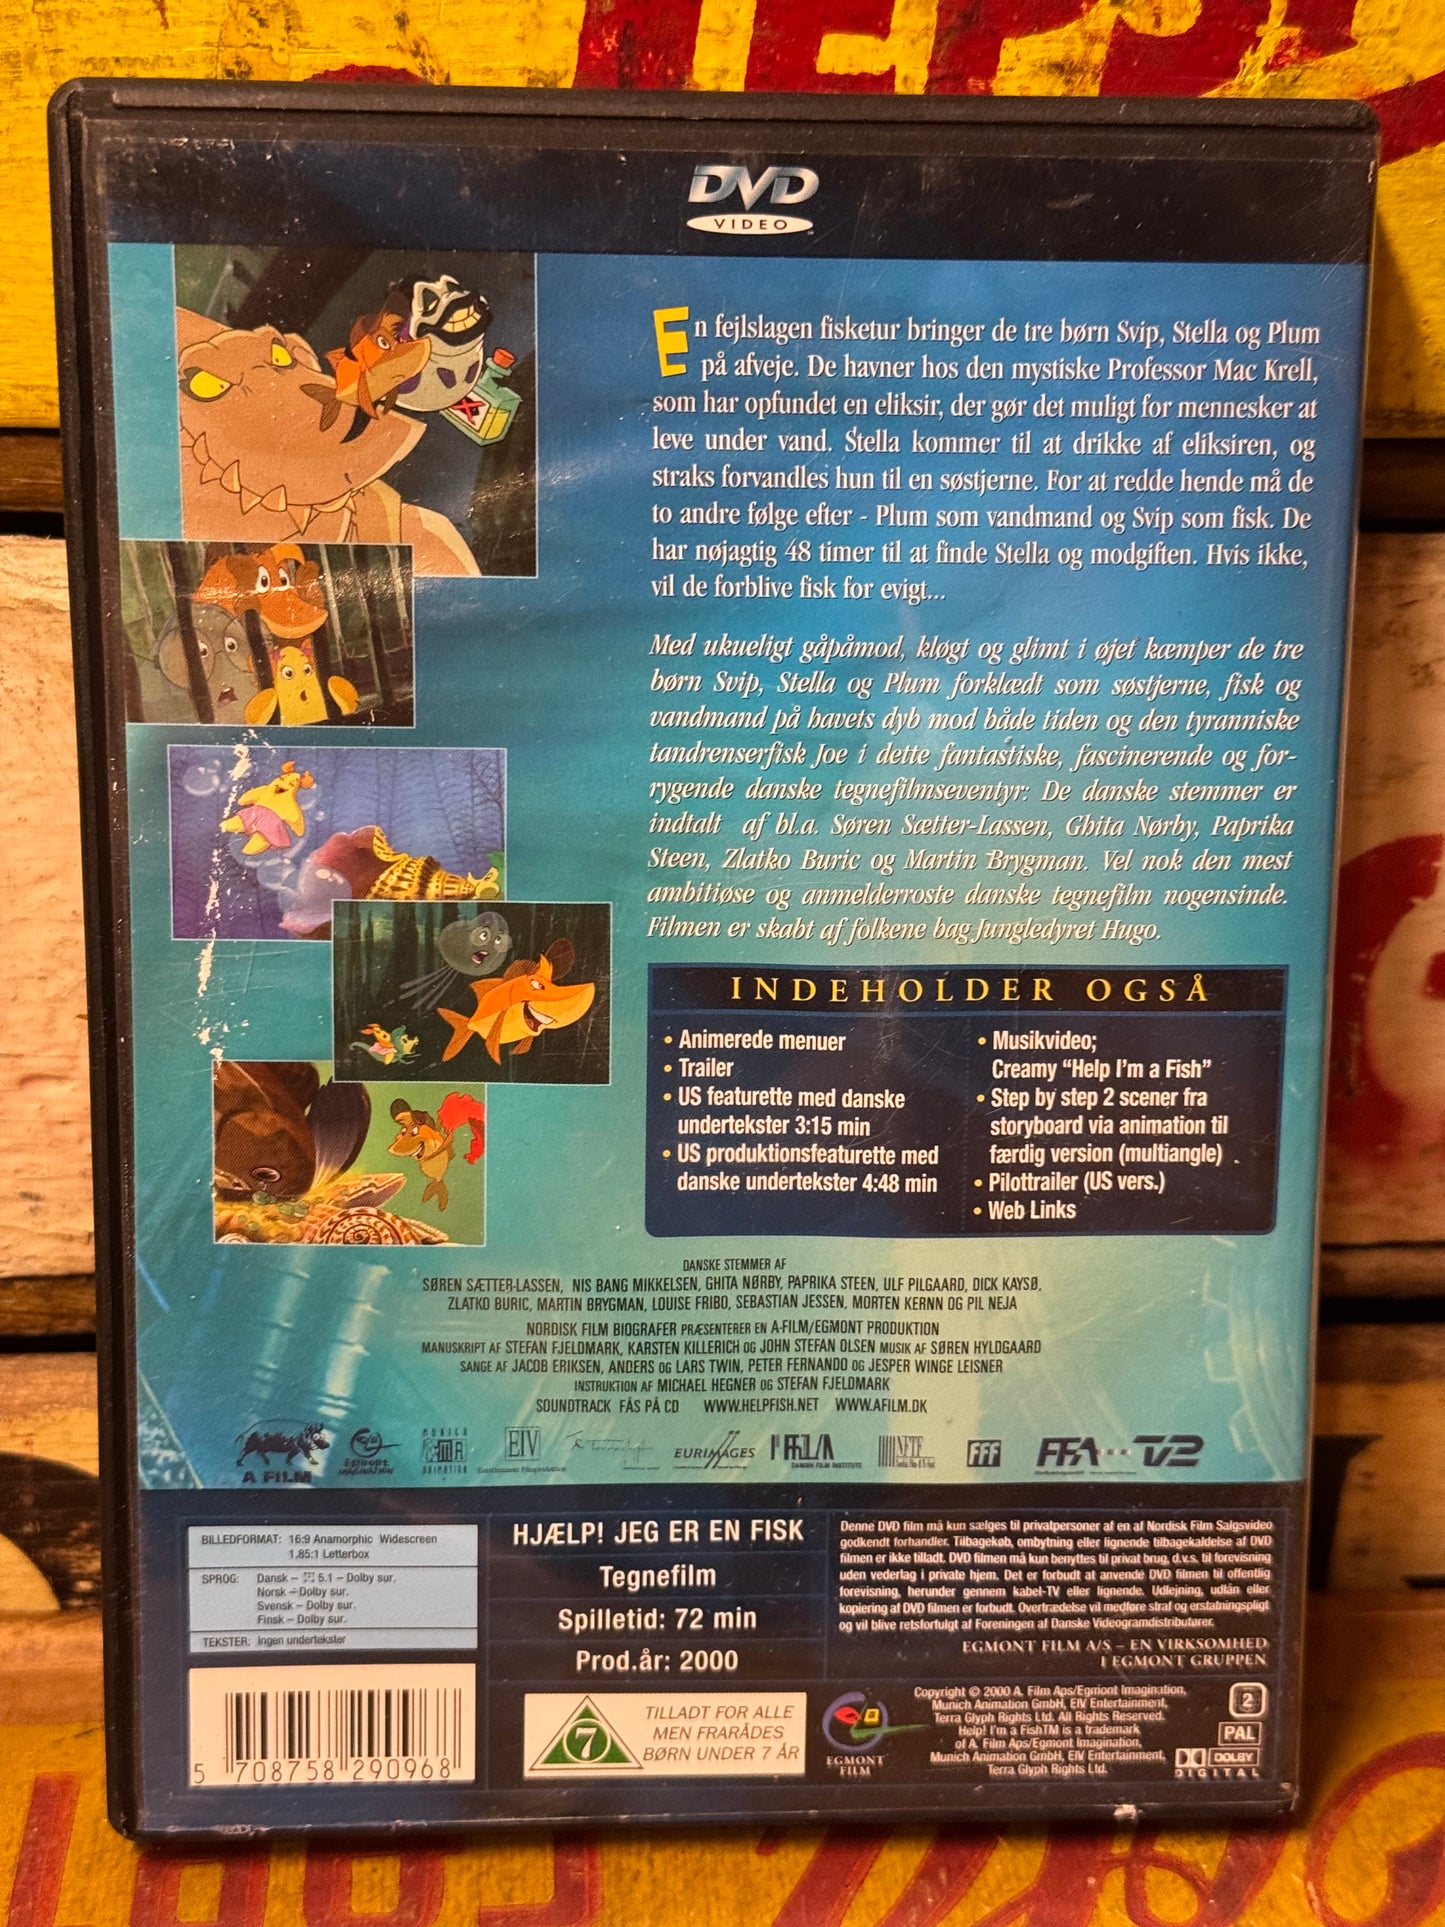 DVD
VIDEO
En fejlslagen fisketur bringer de tre børn Svip, Stella og Plum
på afveje. De havner hos den mystiske Professor Mac Krell,
som har opfundet en eliksir, der gør det muligt for mennesker at
leve under vand. Stella kommer til at drikke af eliksiren, og
straks forvandles hun til en søstjerne. For at redde hende må de
to andre følge efter - Plum som vandmand og Svip som fisk. De
har nøjagtig 48 timer til at finde Stella og modgiften. Hvis ikke,
vil de forblive fisk for evigt...
Med ukueligt gåpåmod, kløgt og glimt i øjet kæmper de tre
børn Svip, Stella og Plum forklædt som søstjerne, fisk og
vandmand på havets dyb mod både tiden og den tyranniske
tandrenserfisk Joe i dette fantastiske, fascinerende og for-
rygende danske tegnefilmseventyr: De danske stemmer er
indtalt af bl.a. Søren Sætter-Lassen, Ghita Nørby, Paprika
Steen, Zlatko Buric og Martin Brygman. Vel nok den mest
ambitiøse og anmelderroste danske tegnefilm nogensinde.
Filmen er skabt af folkene bag Jungledyret Hugo.
INDEHOLDER OGSÅ
• Animerede menuer
• Trailer
• US featurette med danske
undertekster 3:15 min
• US produktionsfeaturette med
danske undertekster 4:48 min
• Musikvideo;
Creamy "Help I'm a Fish"
• Step by step 2 scener fra
storyboard via animation til
færdig version (multiangle)
• Pilottrailer (US vers.)
• Web Links
DANSKE STEMMER AF
SØREN SÆTTER-LASSEN, NIS BANG MIKKELSEN, GHITA NØRBY, PAPRIKA STEEN, ULF PILGAARD, DICK KAYSØ,
ZLATKO BURIC, MARTIN BRYGMAN, LOUISE FRIBO, SEBASTIAN JESSEN, MORTEN KERNN OG PIL NEJA
NORDISK FILM BIOGRAFER PRÆSENTERER EN A-FILM/EGMONT PRODUKTION
MANUSKRIPT AF STEFAN FJELDMARK, KARSTEN KILLERICH OG JOHN STEFAN OLSEN MUSIK AF SØREN HYLDGAARD
SANGE AF JACOB ERIKSEN, ANDERS OG LARS TWIN, PETER FERNANDO OG JESPER WINGE LEISNER
INSTRUKTION AF MICHAEL HEGNER OG STEFAN FJELDMARK
SOUNDTRACK FÅS PÅ CD WWW.HELPFISH.NET WWW.AFILM.DK
A FILM
EGMONT IMAGINATION
MUNICH ANIMATION
EIV
EURIMAGES
DANISH FILM INSTITUTE
NFTF
FFF
FFA
TV2
BILLEDFORMAT: 16:9 Anamorphic Widescreen
1.85:1 Letterbox
SPROG: Dansk – 5.1 – Dolby sur.
Norsk – Dolby sur.
Svensk – Dolby sur.
Finsk – Dolby sur.
TEKSTER: Ingen undertekster
5 708758 290968
HJÆLP! JEG ER EN FISK
Tegnefilm
Spilletid: 72 min
Prod.år: 2000
7
TILLADT FOR ALLE
MEN FRARÅDES
BØRN UNDER 7 ÅR
Denne DVD film må kun sælges til privatpersoner af en af Nordisk Film Salgsvideo
godkendt forhandler. Tilbagekøb, ombytning eller lignende tilbagekaldelse af DVD
filmen er ikke tilladt. DVD filmen må kun benyttes til privat brug, d.v.s. til forevisning
uden vederlag i private hjem. Det er forbudt at anvende DVD filmen til offentlig
forevisning, herunder gennem kabel-TV eller lignende. Udlejning, udlån eller
kopiering af DVD filmen er forbudt. Overtrædelse vil medføre straf og erstatningspligt
og vil blive retsforfulgt af Foreningen af Danske Videogramdistributører.
EGMONT FILM A/S – EN VIRKSOMHED
I EGMONT GRUPPEN
EGMONT
FILM
Copyright © 2000 A. Film Aps/Egmont Imagination,
Munich Animation GmbH, EIV Entertainment,
Terra Glyph Rights Ltd. All Rights Reserved.
Help! I'm a FishTM is a trademark
of A. Film Aps/Egmont Imagination,
Munich Animation GmbH, EIV Entertainment,
Terra Glyph Rights Ltd.
2
PAL
DOLBY
DIGITAL